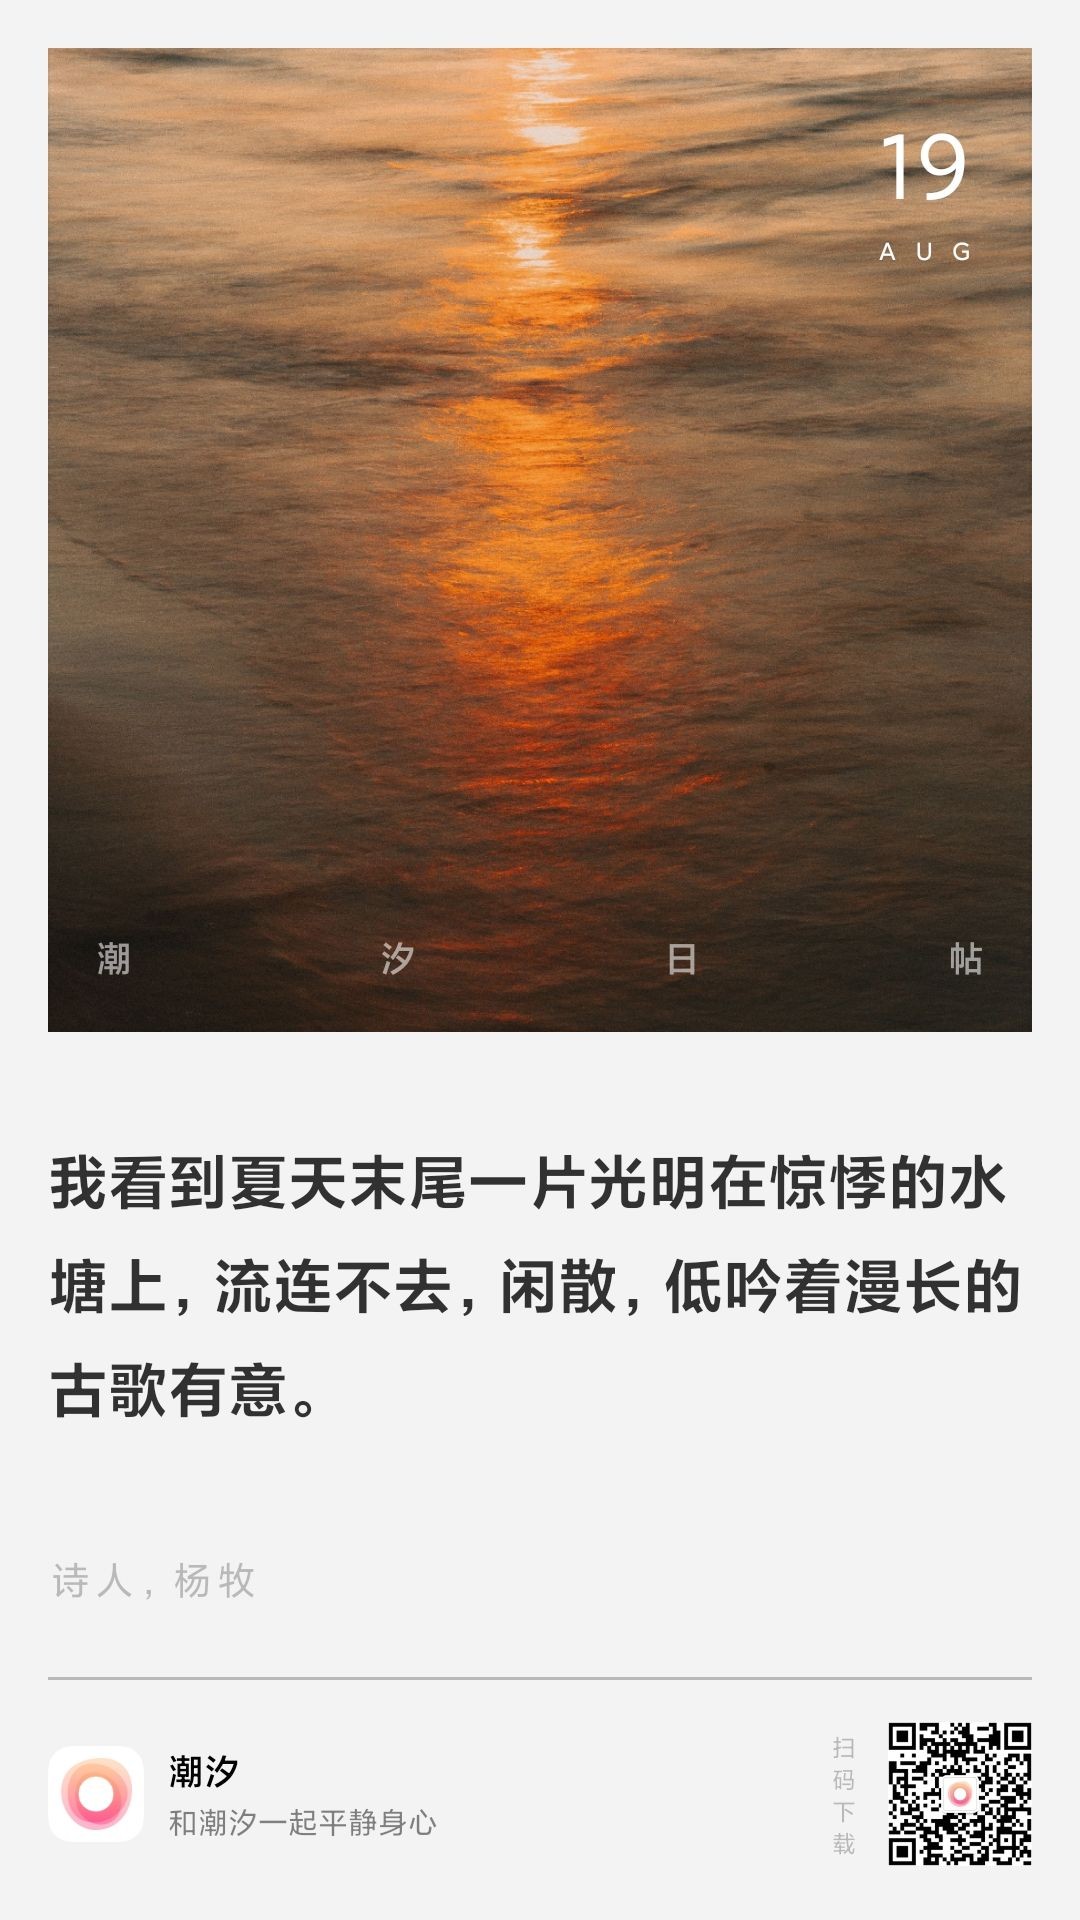 19
AUG
潮汐日帖
我看到夏天末尾一片光明在惊悸的水
塘上，流连不去，闲散，低吟着漫长的
古歌有意。
诗人，杨牧
潮汐
和潮汐一起平静身心
扫码下载